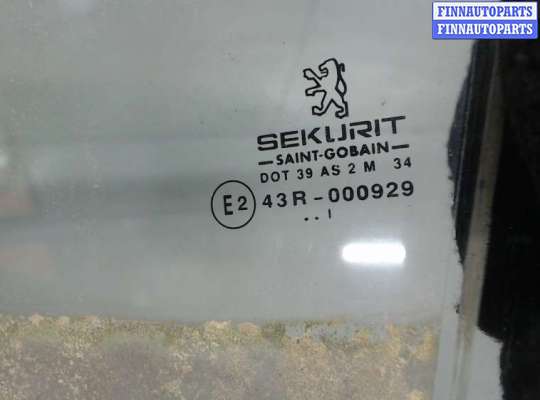 FINNAUTOPARTS
FINNAUTOPARTS
SEKURIT
SAINT-GOBAIN
DOT 39 AS 2 M 34
E2 43R-000929
. . I